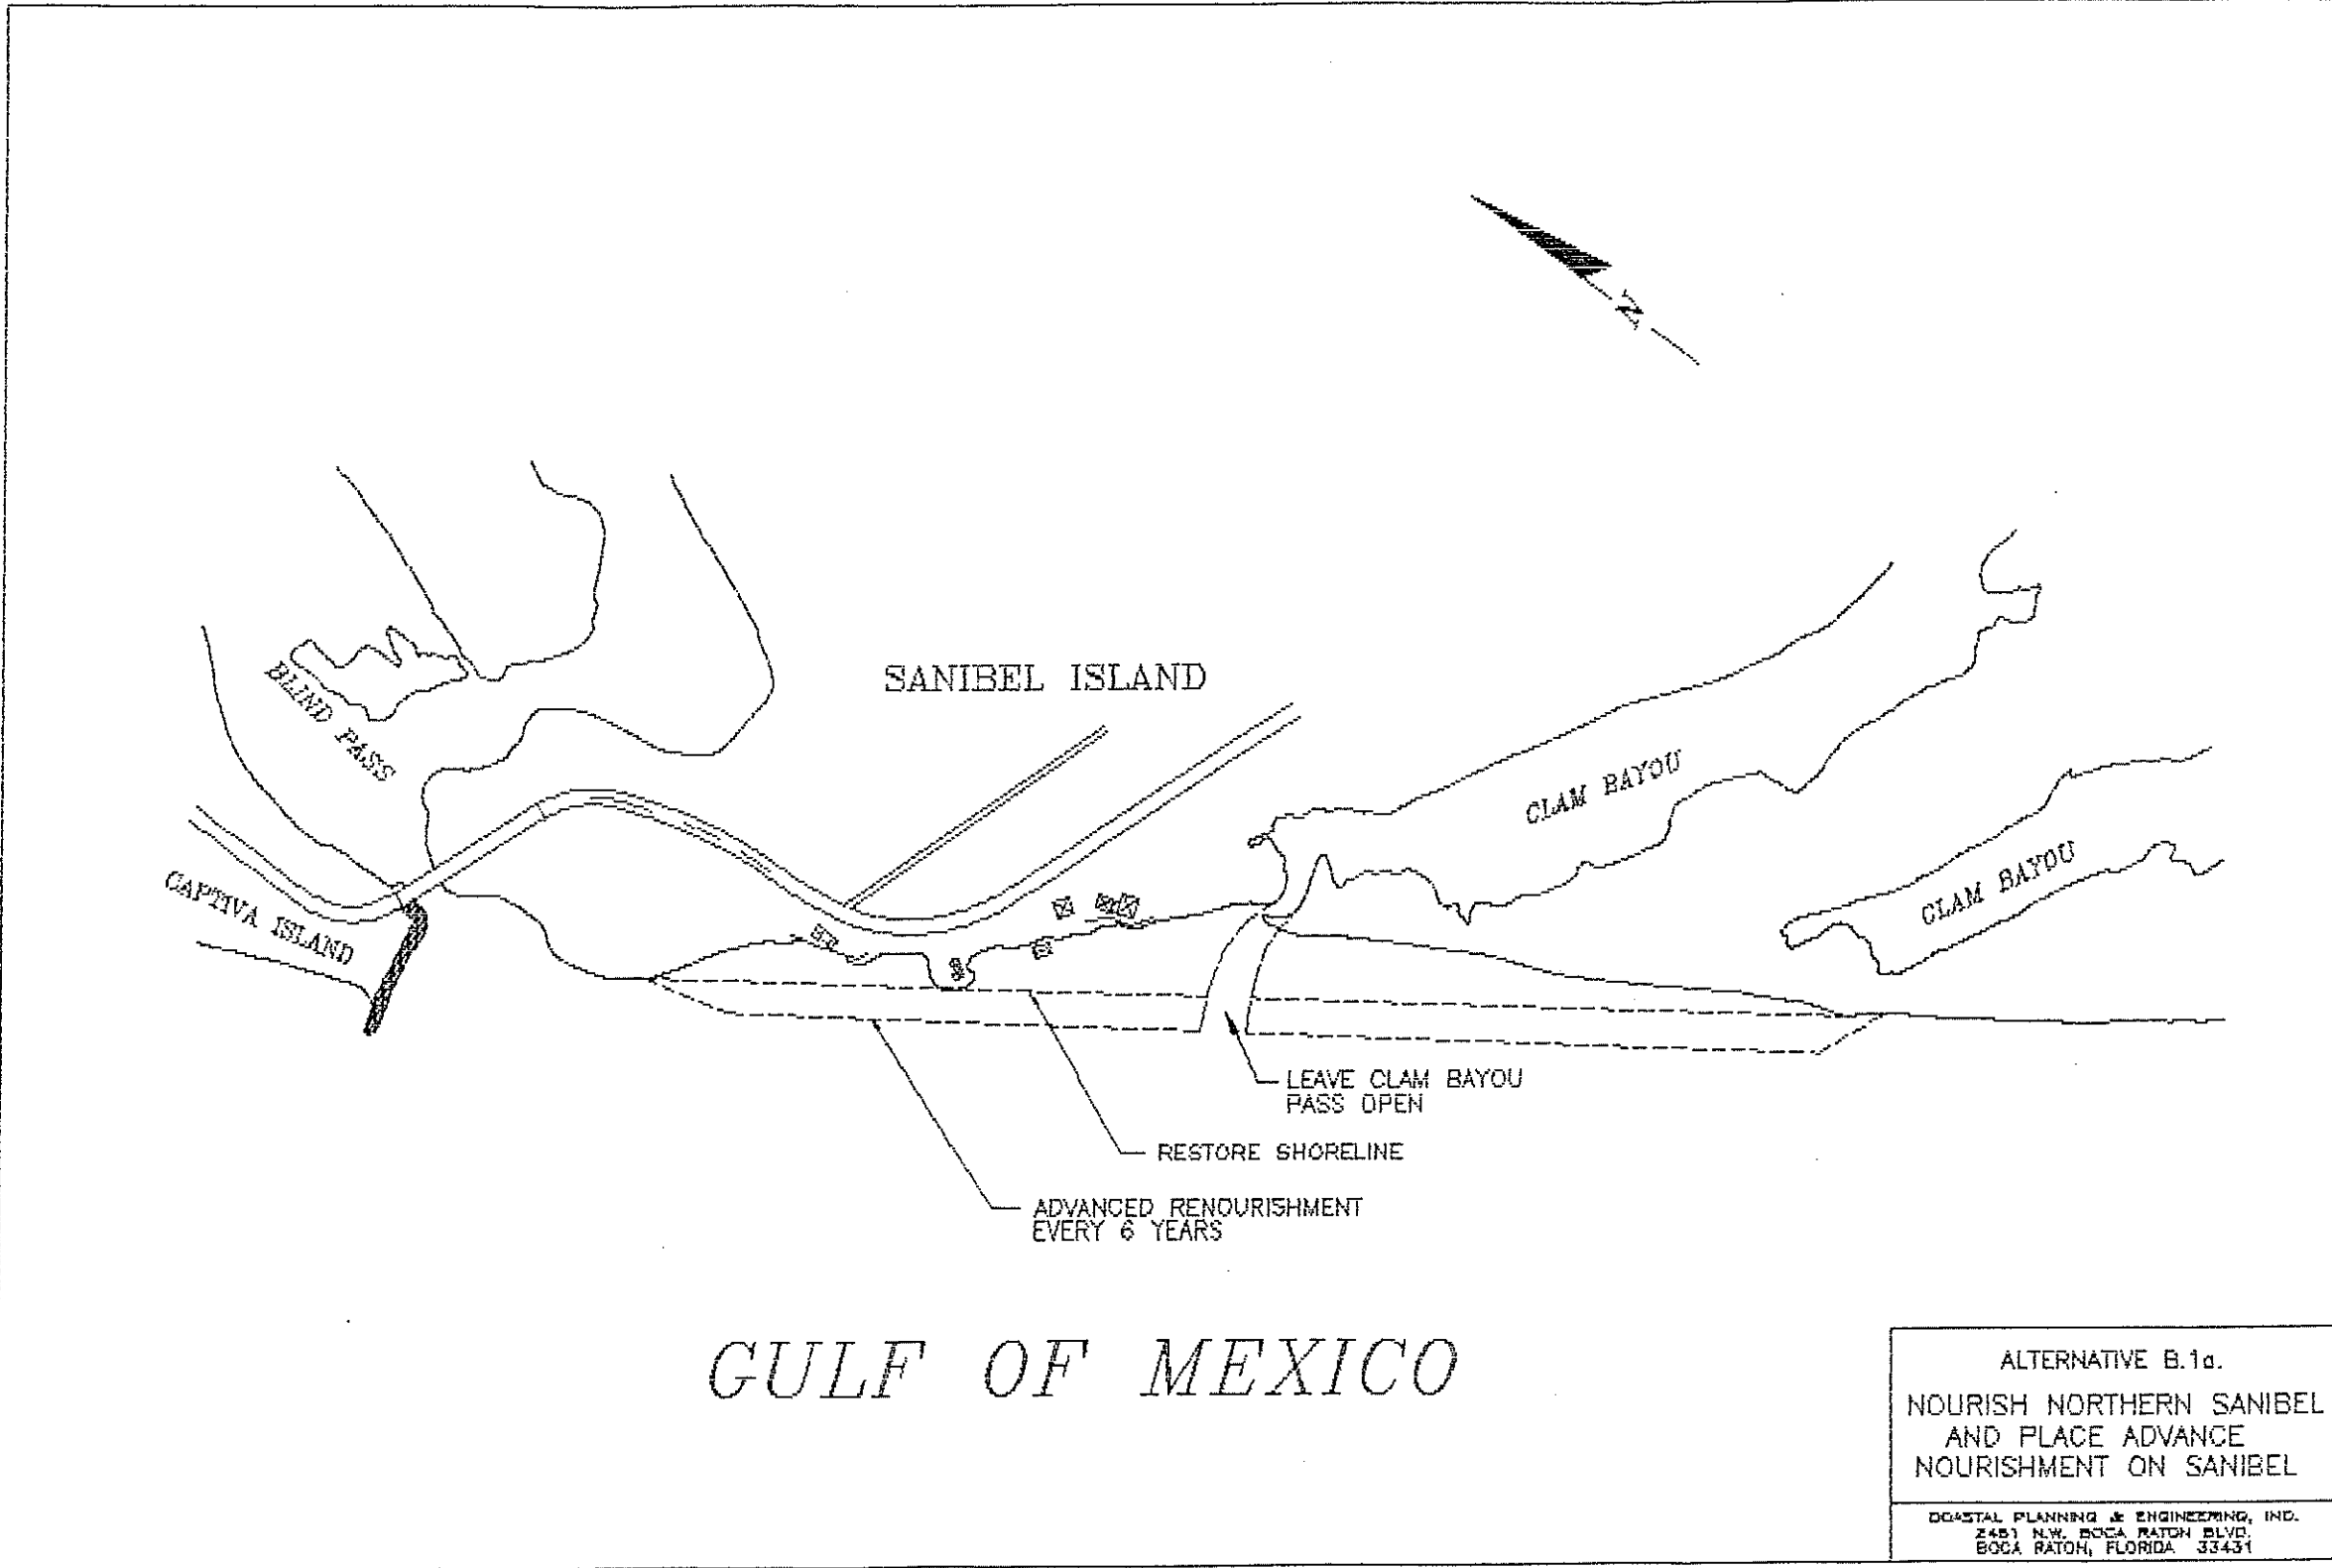 N
SANIBEL ISLAND
BLIND PASS
CLAM BAYOU
CLAM BAYOU
CAPTIVA ISLAND
LEAVE CLAM BAYOU
PASS OPEN
RESTORE SHORELINE
ADVANCED RENOURISHMENT
EVERY 6 YEARS
GULF OF MEXICO
ALTERNATIVE B.1a.
NOURISH NORTHERN SANIBEL
AND PLACE ADVANCE
NOURISHMENT ON SANIBEL
COASTAL PLANNING & ENGINEERING, INC.
2481 N.W. BOCA RATON BLVD.
BOCA RATON, FLORIDA 33431